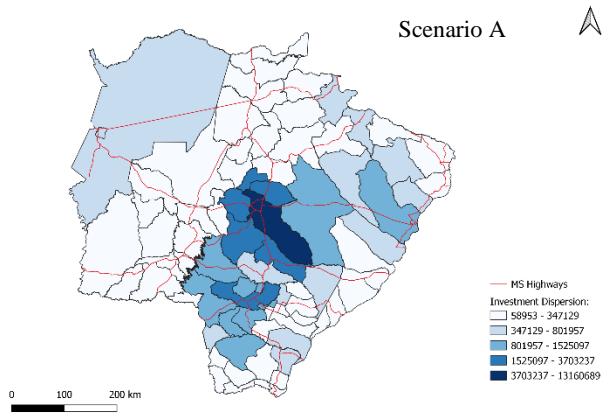 Scenario A
MS Highways
Investment Dispersion:
58953 - 347129
347129 - 801957
801957 - 1525097
1525097 - 3703237
3703237 - 13160689
0 100 200 km